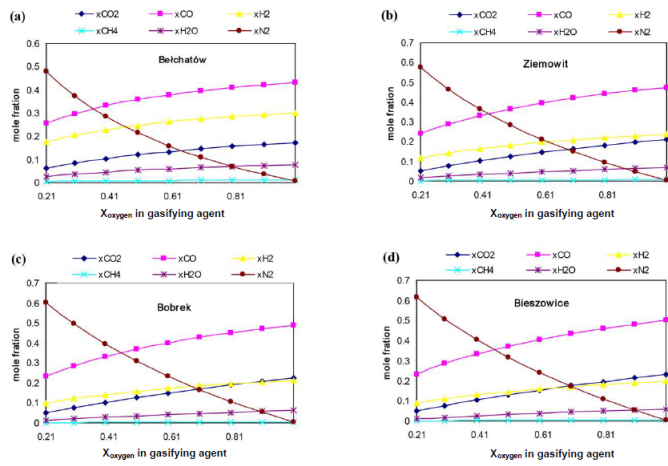 (a)
xCO2 xCO xH2
xCH4 xH2O xN2
Bełchatów
mole fration
0.6
0.5
0.4
0.3
0.2
0.1
0
0.21 0.41 0.61 0.81
Xoxygen in gasifying agent
(b)
xCO2 xCO xH2
xCH4 xH2O xN2
Ziemowit
mole fraction
0.7
0.6
0.5
0.4
0.3
0.2
0.1
0
0.21 0.41 0.61 0.81
Xoxygen in gasifying agent
(c)
xCO2 xCO xH2
xCH4 xH2O xN2
Bobrek
mole fraction
0.7
0.6
0.5
0.4
0.3
0.2
0.1
0
0.21 0.41 0.61 0.81
Xoxygen in gasifying agent
(d)
xCO2 xCO xH2
xCH4 xH2O xN2
Bieszowice
mole fraction
0.7
0.6
0.5
0.4
0.3
0.2
0.1
0
0.21 0.41 0.61 0.81
Xoxygen in gasifying agent